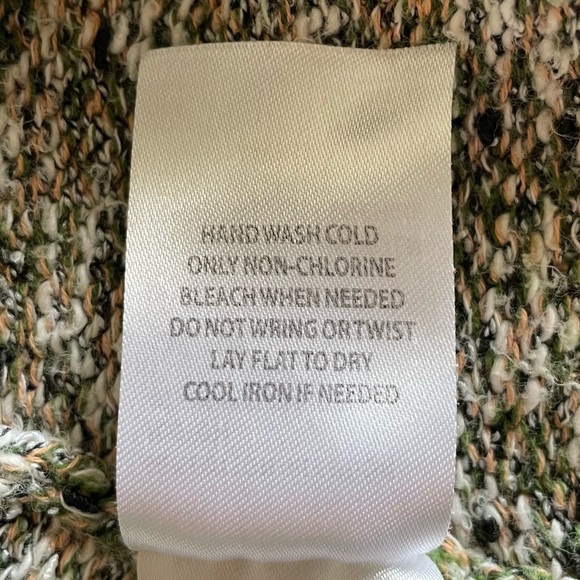 HAND WASH COLD
ONLY NON-CHLORINE
BLEACH WHEN NEEDED
DO NOT WRING OR TWIST
LAY FLAT TO DRY
COOL IRON IF NEEDED